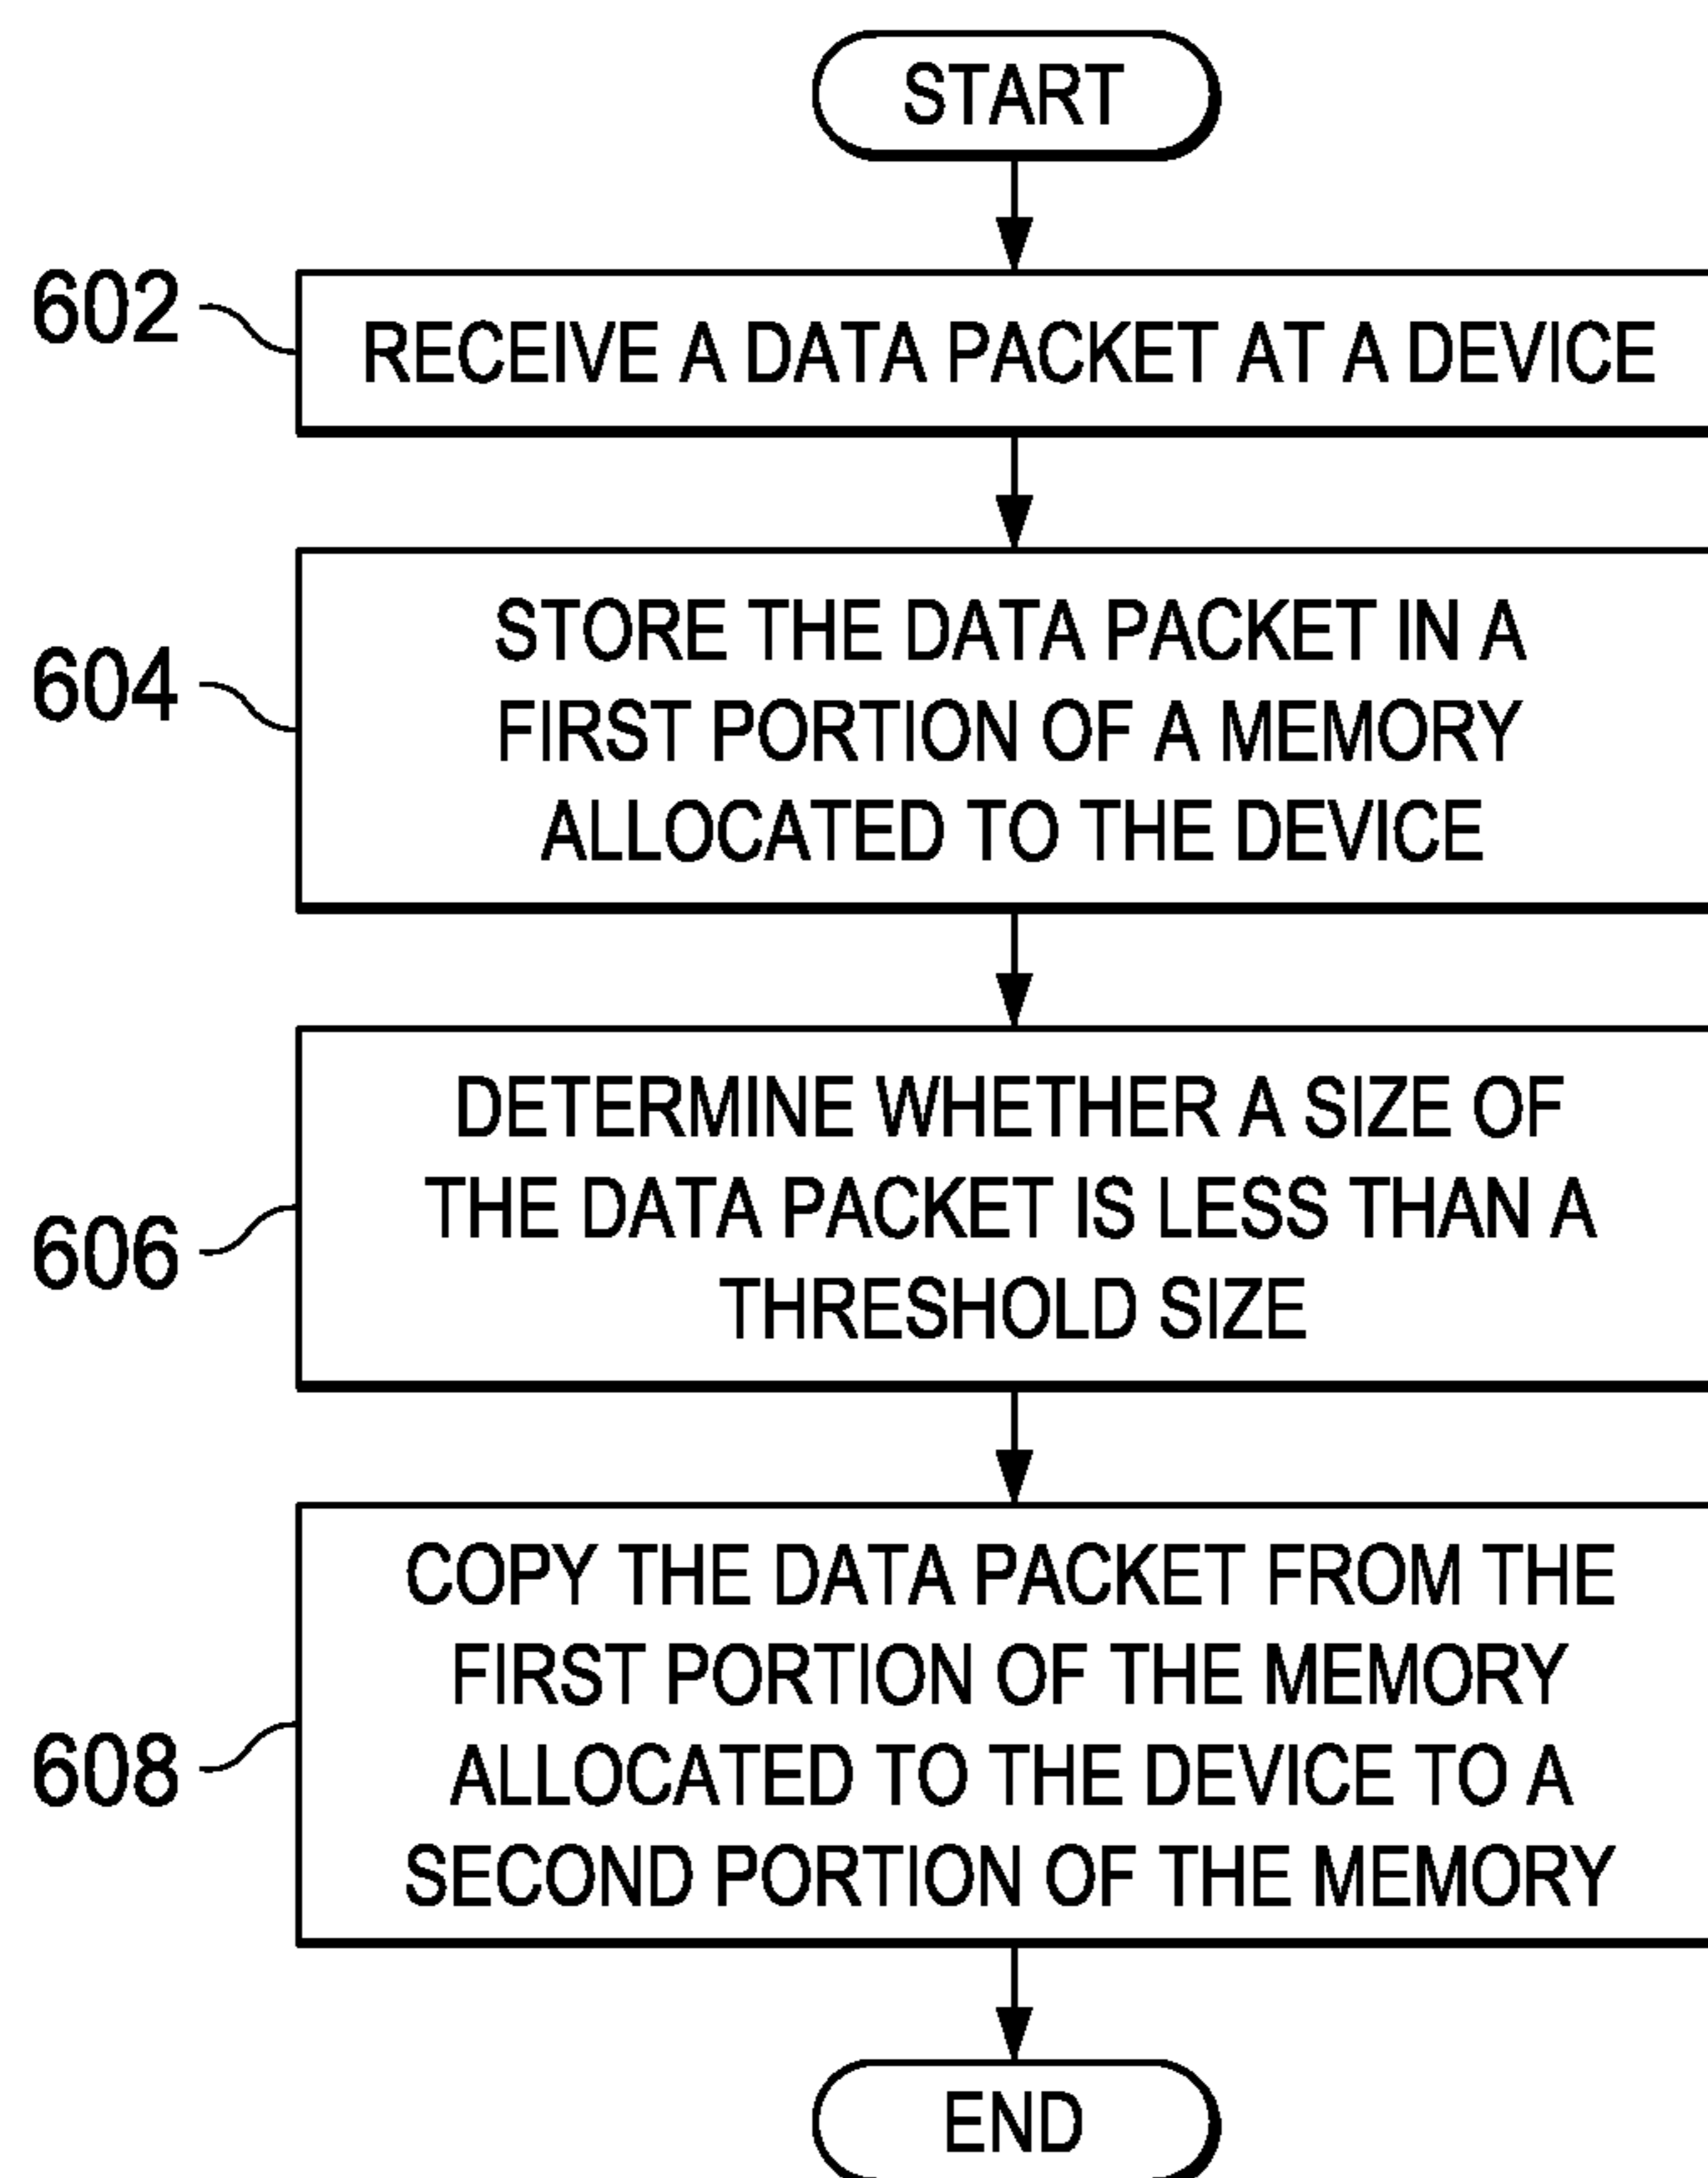 START
602
RECEIVE A DATA PACKET AT A DEVICE
604
STORE THE DATA PACKET IN A
FIRST PORTION OF A MEMORY
ALLOCATED TO THE DEVICE
606
DETERMINE WHETHER A SIZE OF
THE DATA PACKET IS LESS THAN A
THRESHOLD SIZE
608
COPY THE DATA PACKET FROM THE
FIRST PORTION OF THE MEMORY
ALLOCATED TO THE DEVICE TO A
SECOND PORTION OF THE MEMORY
END